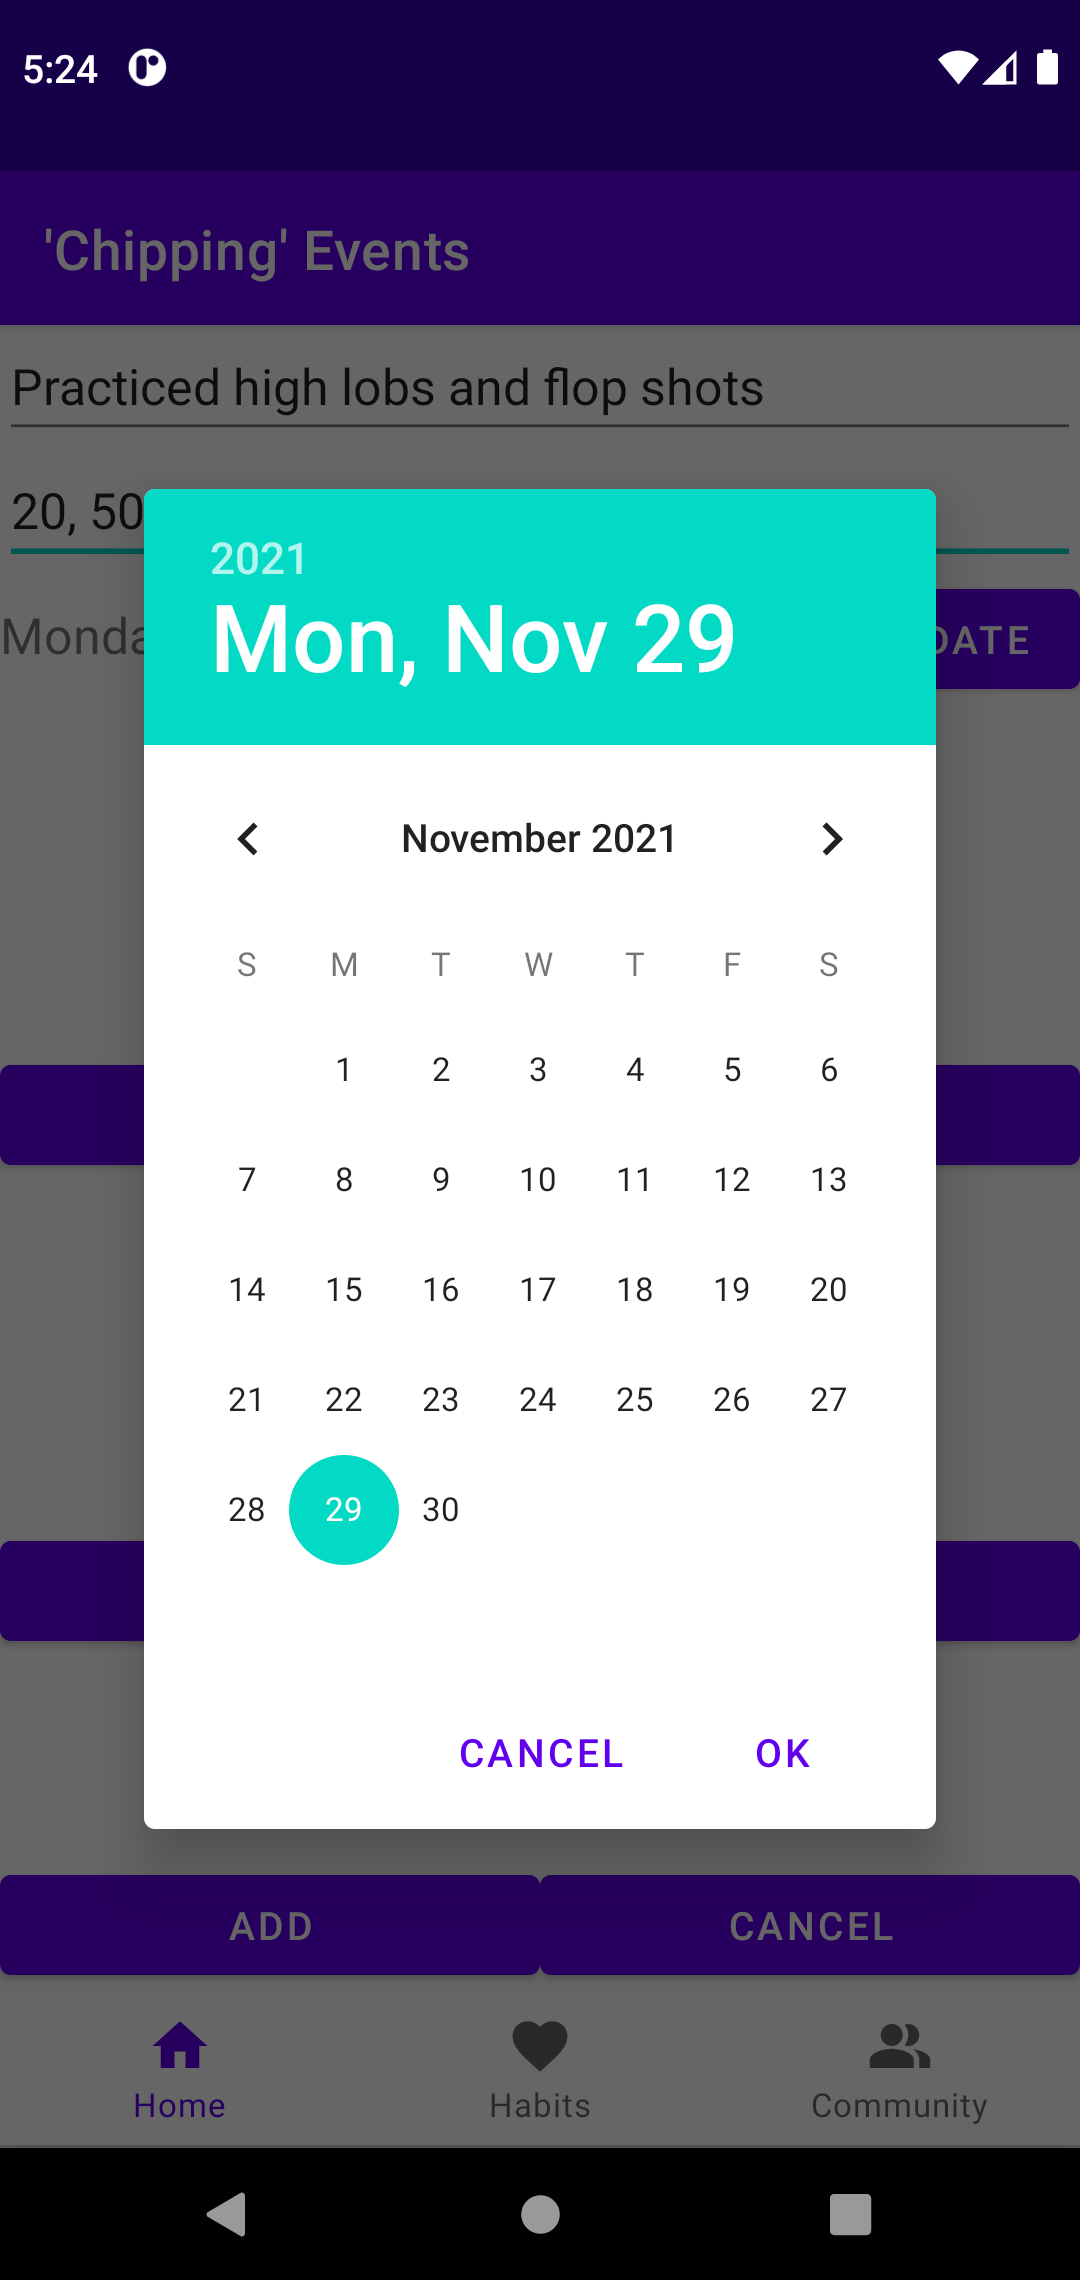 5:24
'Chipping' Events
Practiced high lobs and flop shots
20, 50
2021
Mon, Nov 29
November 2021
S M T W T F S
1 2 3 4 5 6
7 8 9 10 11 12 13
14 15 16 17 18 19 20
21 22 23 24 25 26 27
28 29 30
CANCEL OK
ADD CANCEL
Home Habits Community